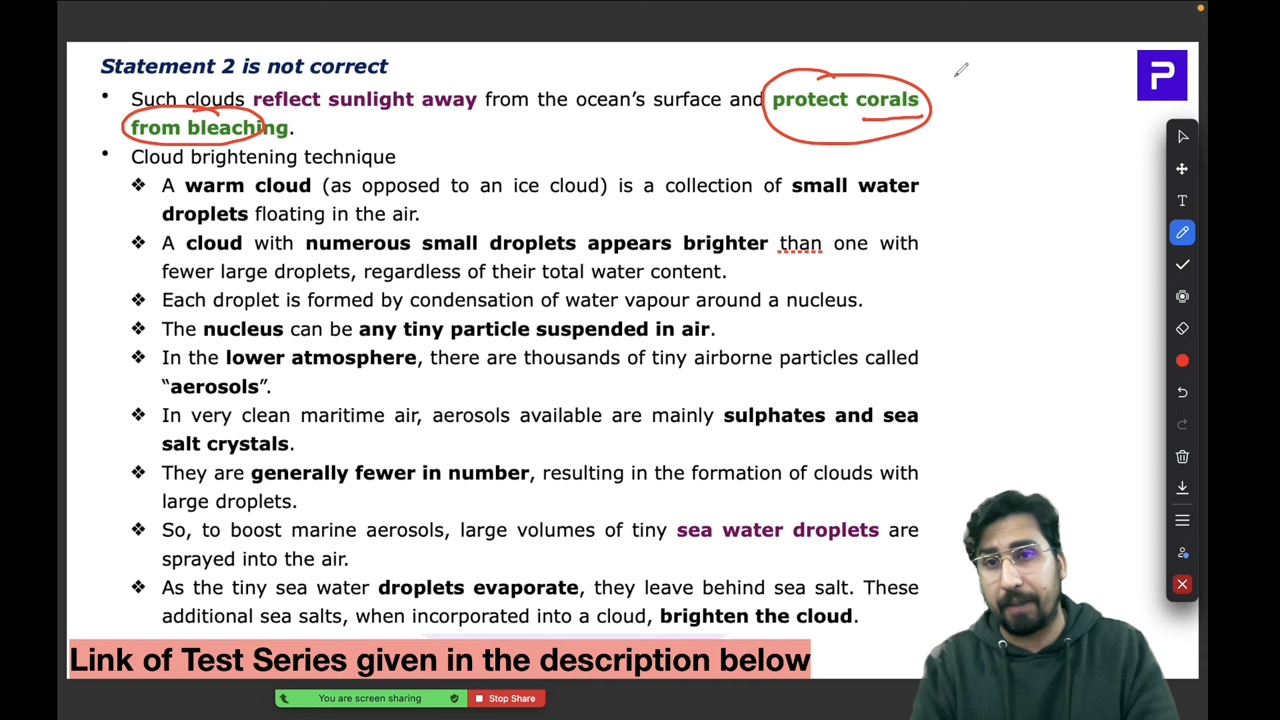 Statement 2 is not correct
• Such clouds reflect sunlight away from the ocean’s surface and protect corals
from bleaching.
• Cloud brightening technique
❖ A warm cloud (as opposed to an ice cloud) is a collection of small water
droplets floating in the air.
❖ A cloud with numerous small droplets appears brighter than one with
fewer large droplets, regardless of their total water content.
❖ Each droplet is formed by condensation of water vapour around a nucleus.
❖ The nucleus can be any tiny particle suspended in air.
❖ In the lower atmosphere, there are thousands of tiny airborne particles called
“aerosols”.
❖ In very clean maritime air, aerosols available are mainly sulphates and sea
salt crystals.
❖ They are generally fewer in number, resulting in the formation of clouds with
large droplets.
❖ So, to boost marine aerosols, large volumes of tiny sea water droplets are
sprayed into the air.
❖ As the tiny sea water droplets evaporate, they leave behind sea salt. These
additional sea salts, when incorporated into a cloud, brighten the cloud.
Link of Test Series given in the description below
You are screen sharing
Stop Share
P
T